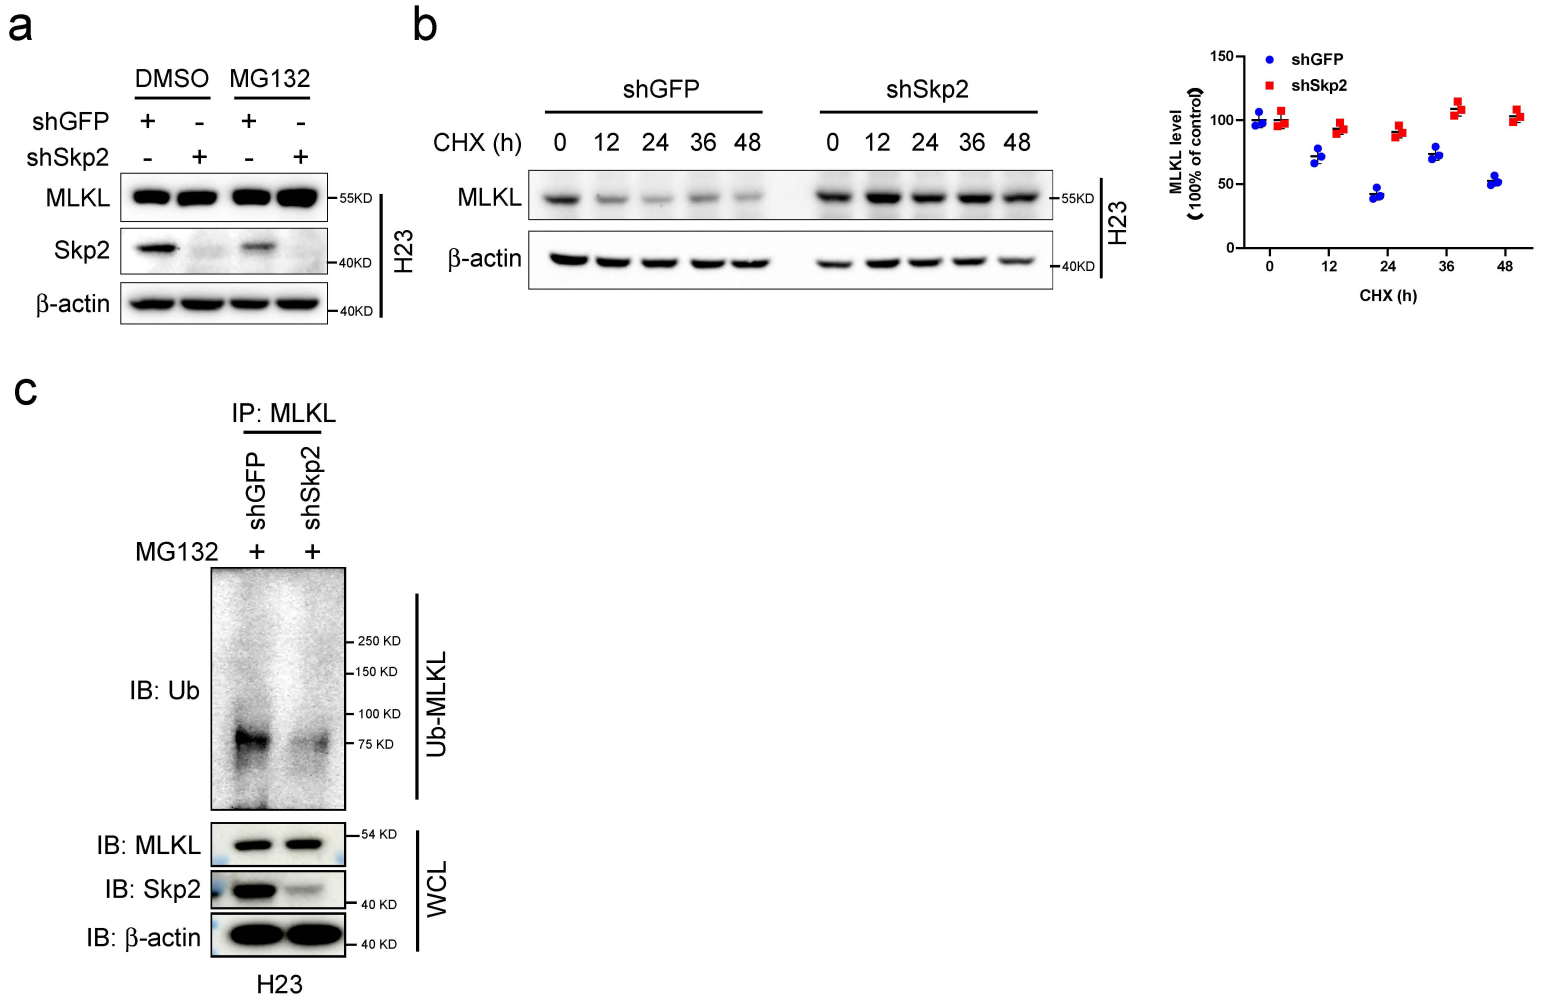 a
DMSO MG132
shGFP + - + -
shSkp2 - + - +
MLKL 55KD
Skp2 40KD
β-actin 40KD
H23
b
shGFP shSkp2
CHX (h) 0 12 24 36 48 0 12 24 36 48
MLKL 55KD
β-actin 40KD
H23
150
100
50
0
MLKL level
(100% of control)
shGFP
shSkp2
0 12 24 36 48
CHX (h)
c
IP: MLKL
shGFP shSkp2
MG132 + +
IB: Ub
250 KD
150 KD
100 KD
75 KD
Ub-MLKL
IB: MLKL 54 KD
IB: Skp2 40 KD
IB: β-actin 40 KD
WCL
H23